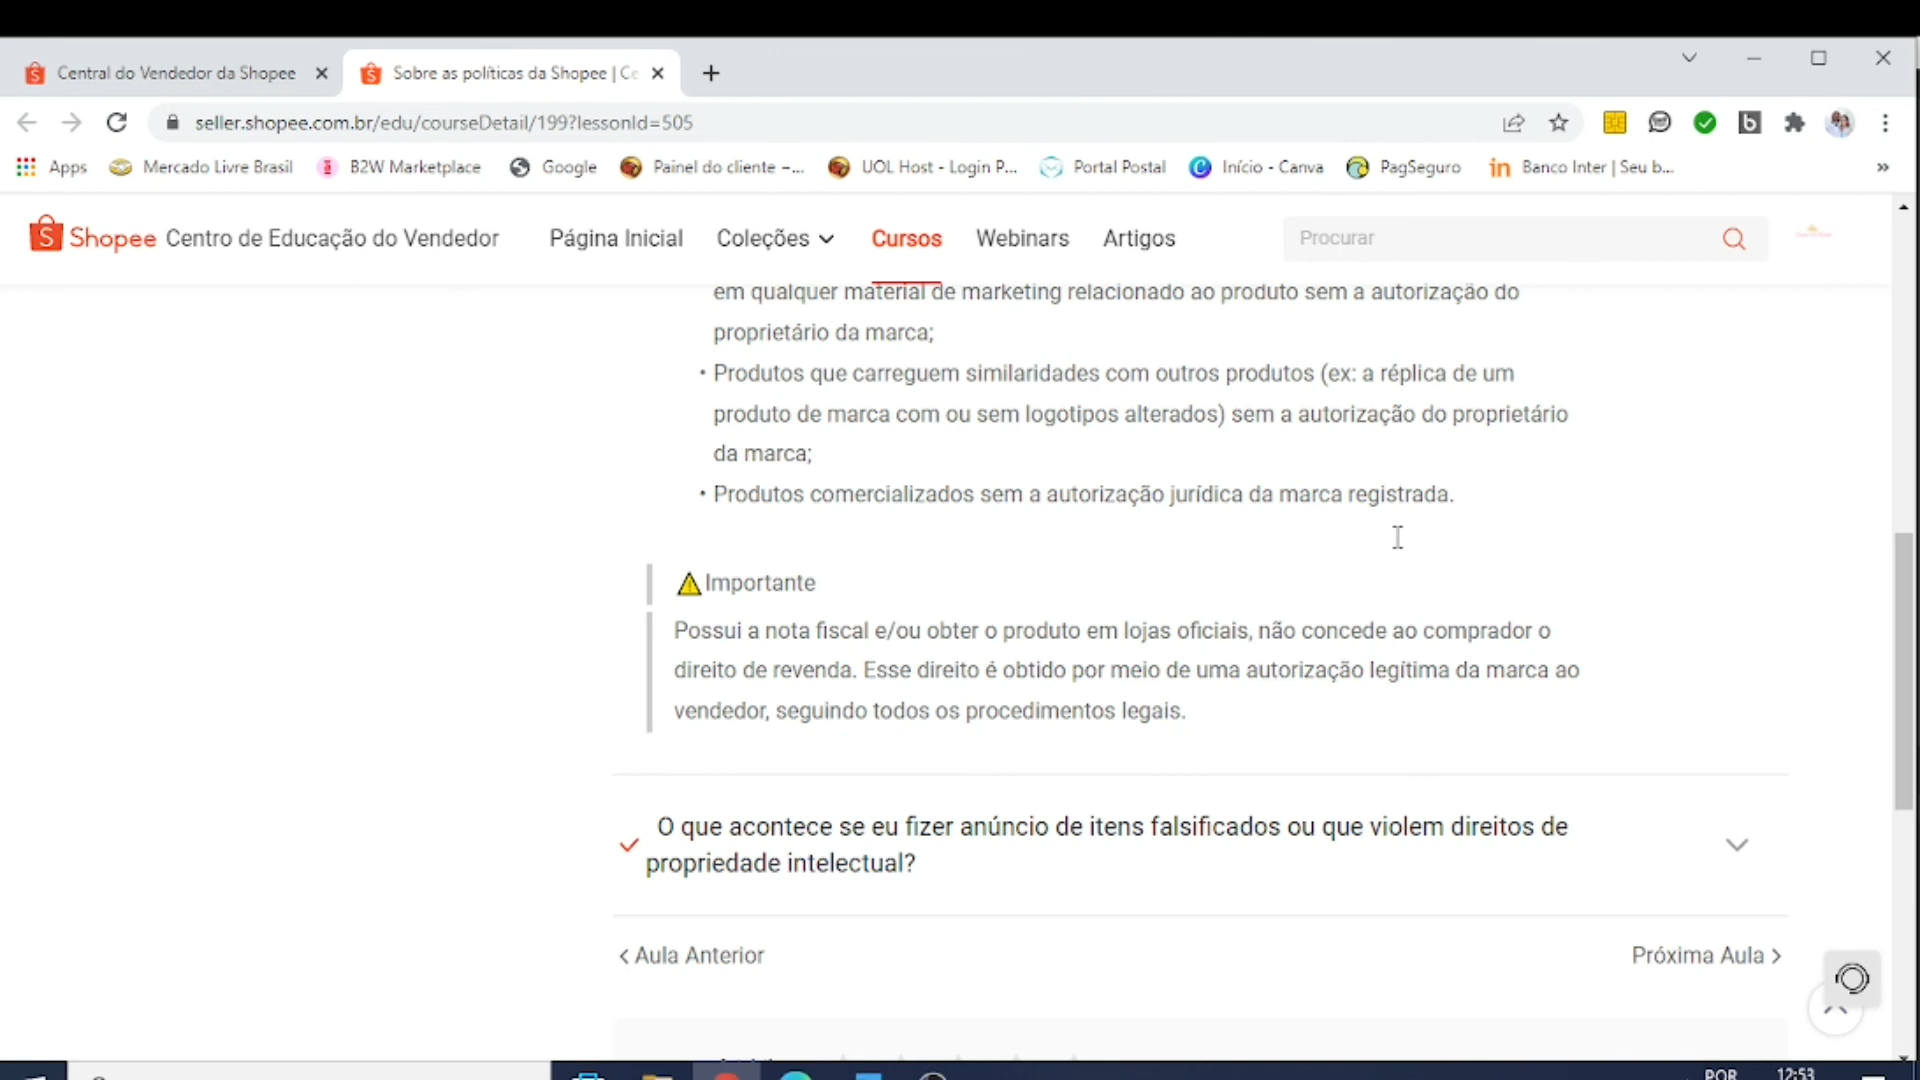 Central do Vendedor da Shopee
Sobre as políticas da Shopee | Ce
seller.shopee.com.br/edu/courseDetail/199?lessonId=505
Apps
Mercado Livre Brasil
B2W Marketplace
Google
Painel do cliente –...
UOL Host - Login P...
Portal Postal
Início - Canva
PagSeguro
Banco Inter | Seu b...
Shopee Centro de Educação do Vendedor
Página Inicial
Coleções
Cursos
Webinars
Artigos
Procurar
em qualquer material de marketing relacionado ao produto sem a autorização do
proprietário da marca;
• Produtos que carreguem similaridades com outros produtos (ex: a réplica de um
produto de marca com ou sem logotipos alterados) sem a autorização do proprietário
da marca;
• Produtos comercializados sem a autorização jurídica da marca registrada.
Importante
Possui a nota fiscal e/ou obter o produto em lojas oficiais, não concede ao comprador o
direito de revenda. Esse direito é obtido por meio de uma autorização legítima da marca ao
vendedor, seguindo todos os procedimentos legais.
O que acontece se eu fizer anúncio de itens falsificados ou que violem direitos de
propriedade intelectual?
Aula Anterior
Próxima Aula
POR
12:53